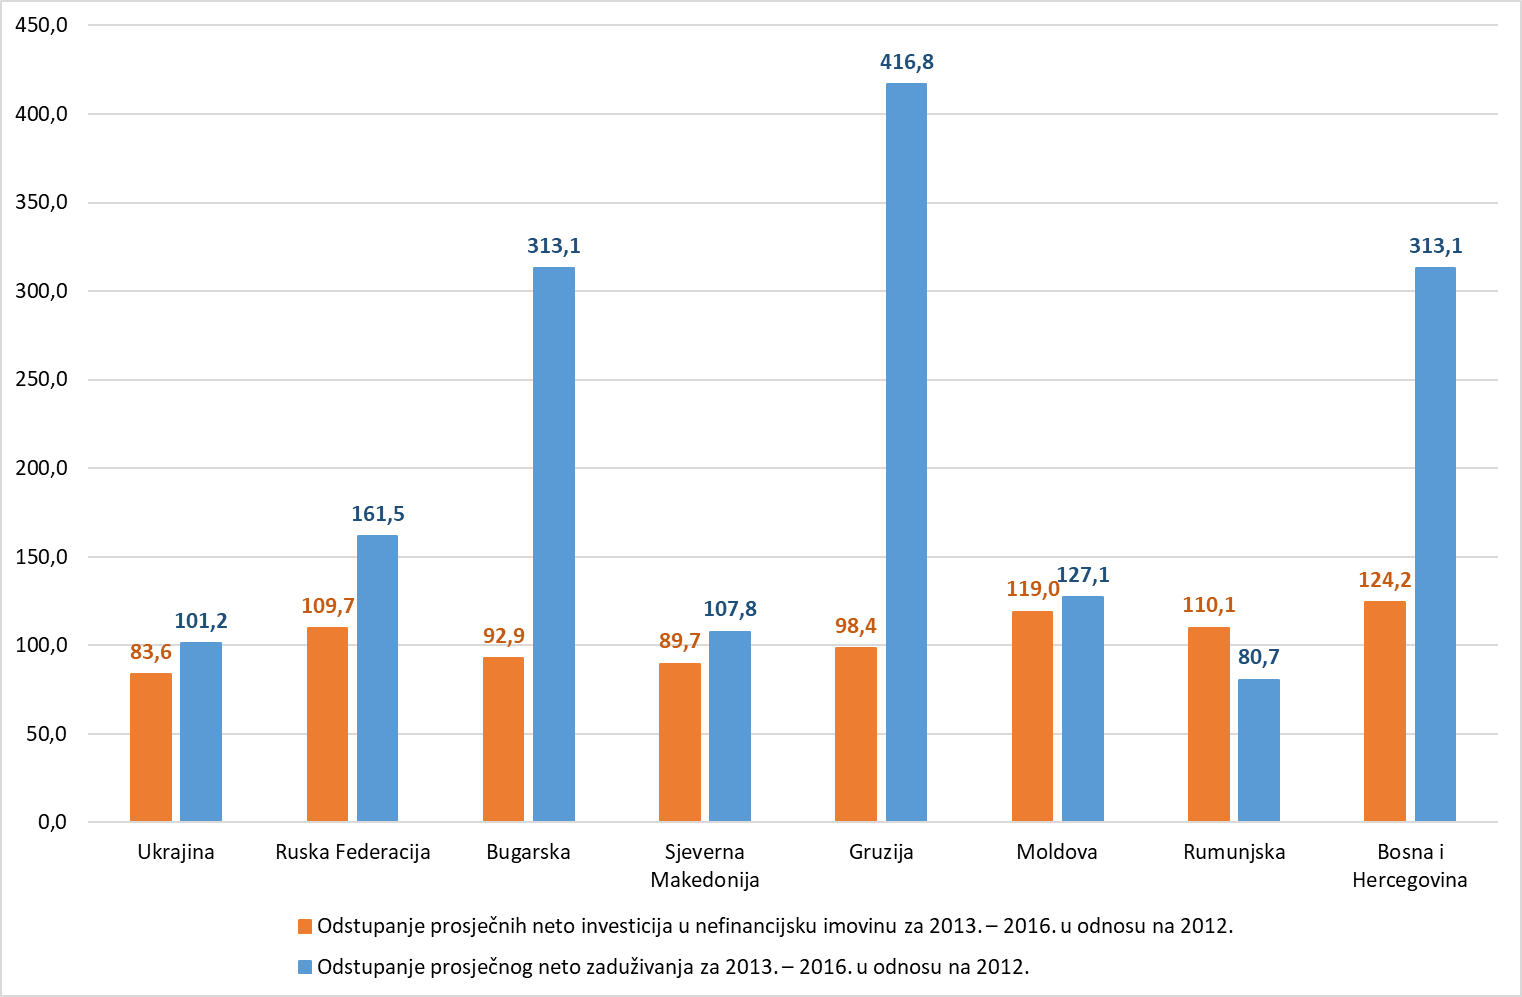 450,0
400,0
350,0
300,0
250,0
200,0
150,0
100,0
50,0
0,0
83,6
101,2
109,7
161,5
92,9
313,1
89,7
107,8
98,4
416,8
119,0
127,1
110,1
80,7
124,2
313,1
Ukrajina
Ruska Federacija
Bugarska
Sjeverna
Makedonija
Gruzija
Moldova
Rumunjska
Bosna i
Hercegovina
Odstupanje prosječnih neto investicija u nefinancijsku imovinu za 2013. – 2016. u odnosu na 2012.
Odstupanje prosječnog neto zaduživanja za 2013. – 2016. u odnosu na 2012.